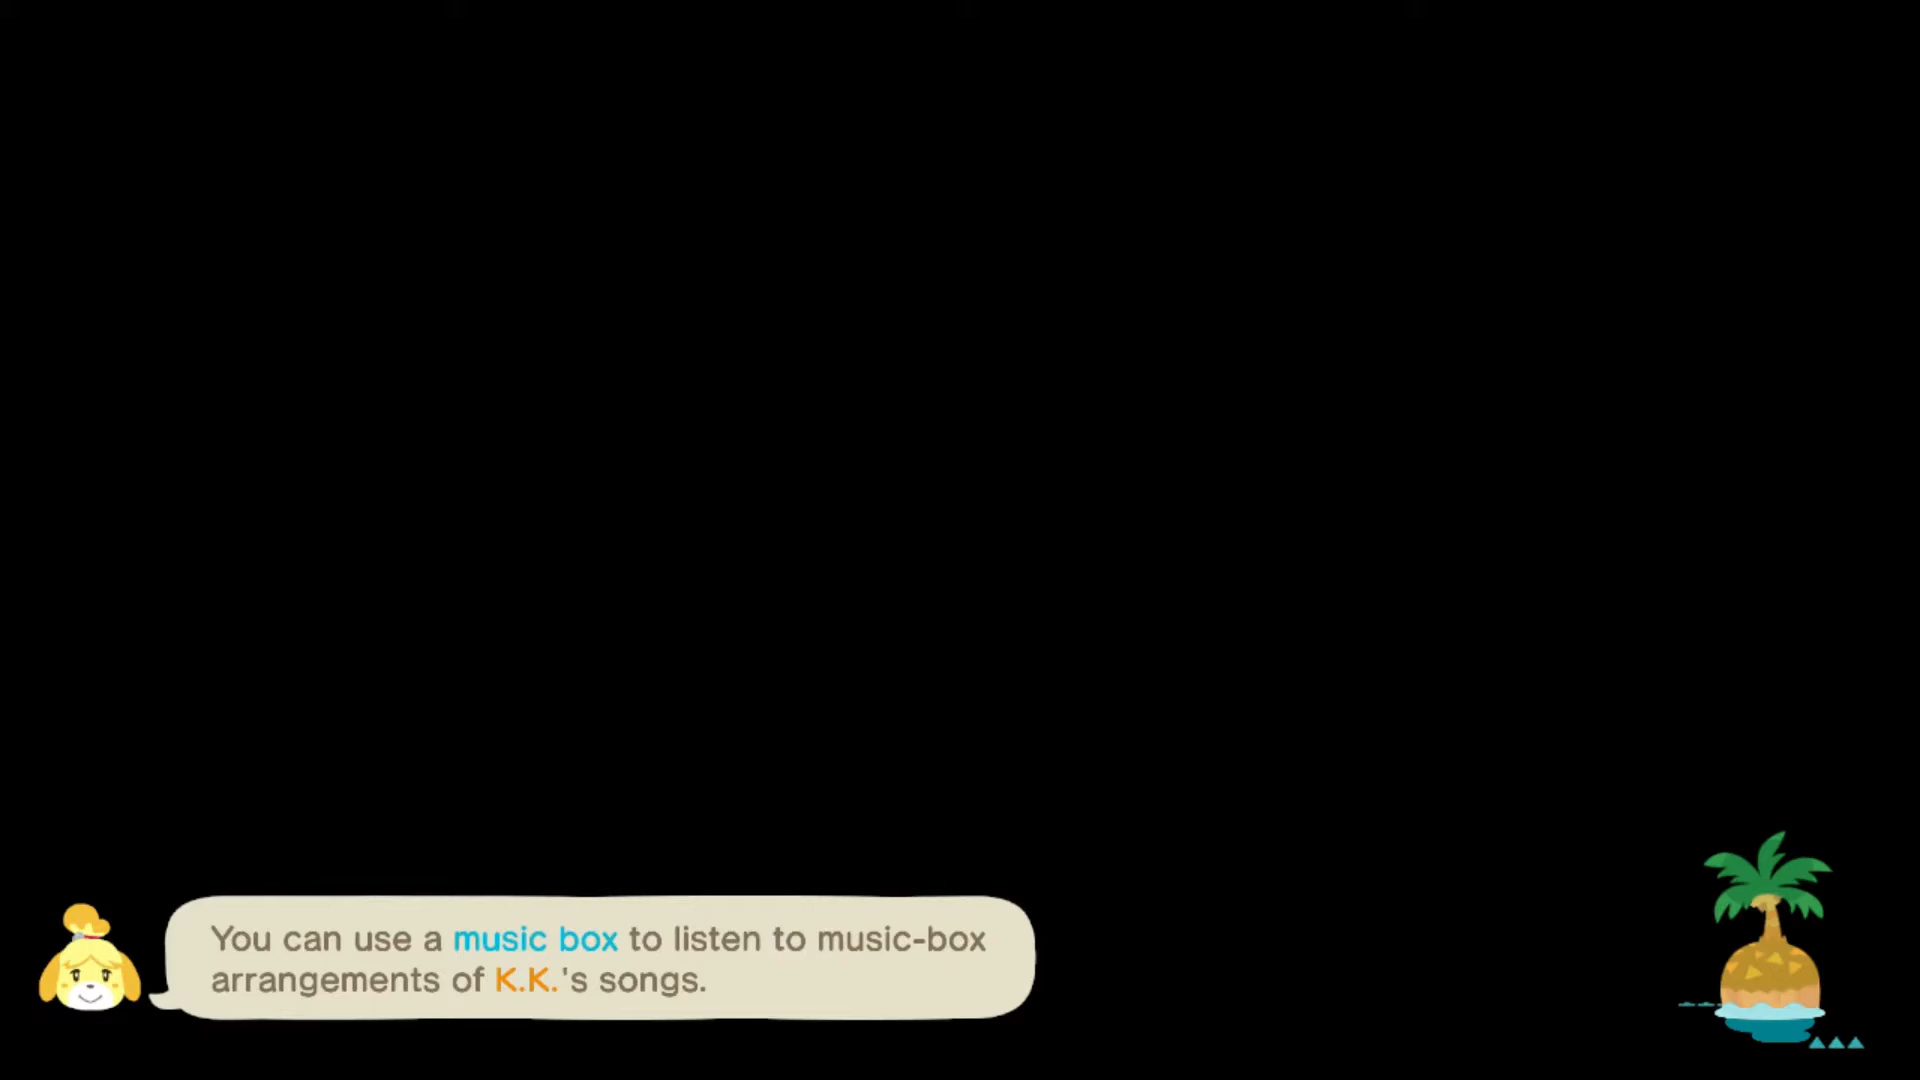 You can use a music box to listen to music-box
arrangements of K.K.'s songs.